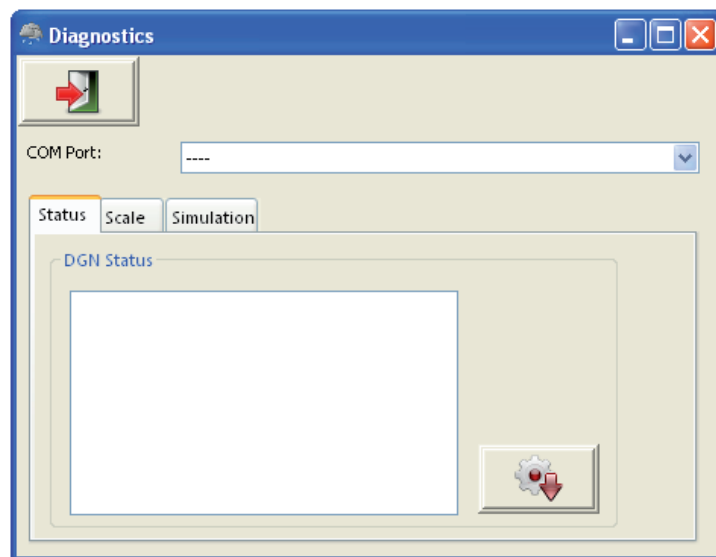 Diagnostics
COM Port:
----
Status Scale Simulation
DGN Status